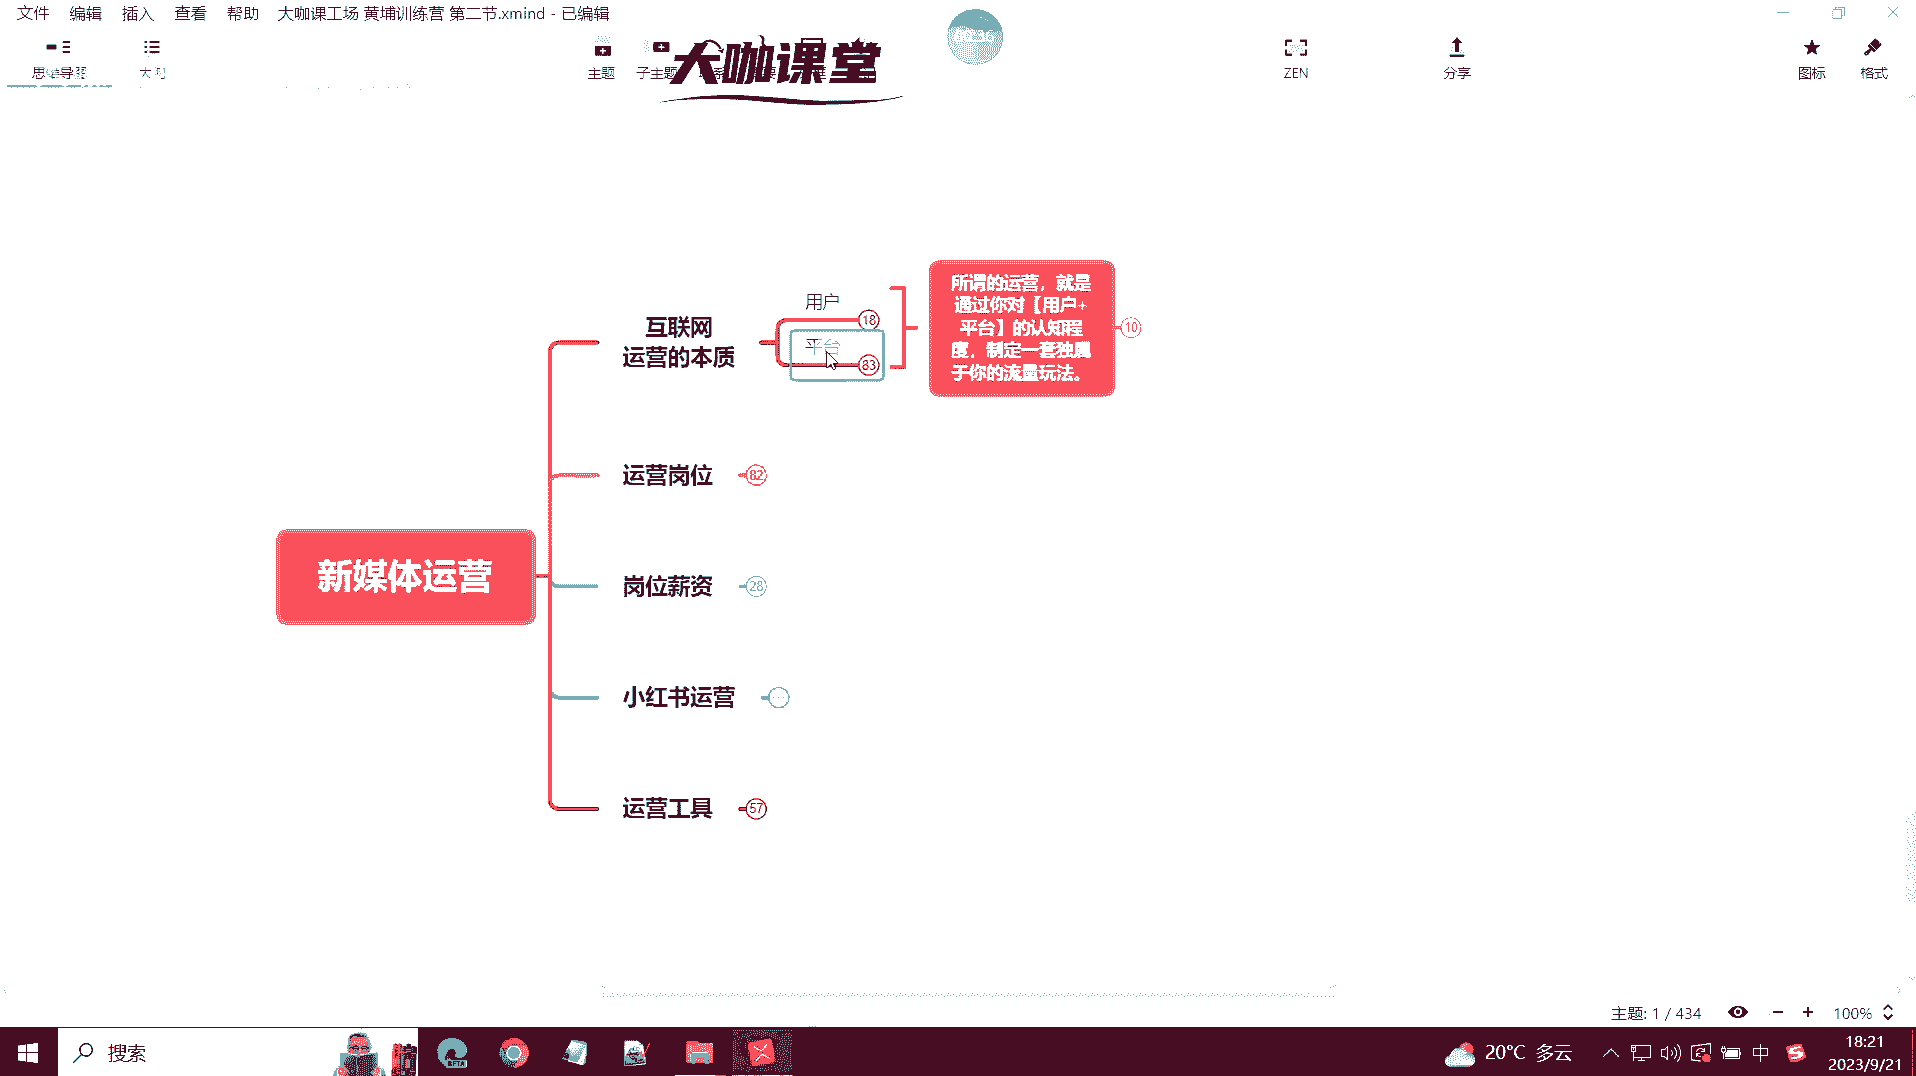 文件 编辑 插入 查看 帮助 大咖课工场 黄埔训练营 第二节.xmind - 已编辑
大咖课堂
思维导图
主题
子主题
ZEN
分享
图标
格式
互联网
运营的本质
用户
18
平台
83
所谓的运营，就是
通过你对【用户+
平台】的认知程
度，制定一套独属
于你的流量玩法。
10
运营岗位
82
新媒体运营
岗位薪资
28
小红书运营
运营工具
57
主题: 1 / 434
100%
搜索
BETA
20°C 多云
中
18:21
2023/9/21